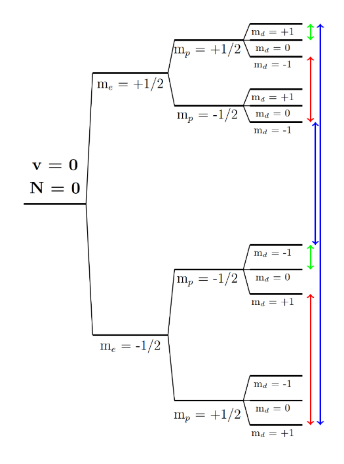 m_d = +1
m_p = +1/2
m_d = 0
m_d = -1
m_e = +1/2
m_d = +1
m_p = -1/2
m_d = 0
m_d = -1
v = 0
N = 0
m_d = -1
m_p = -1/2
m_d = 0
m_d = +1
m_e = -1/2
m_d = -1
m_p = +1/2
m_d = 0
m_d = +1